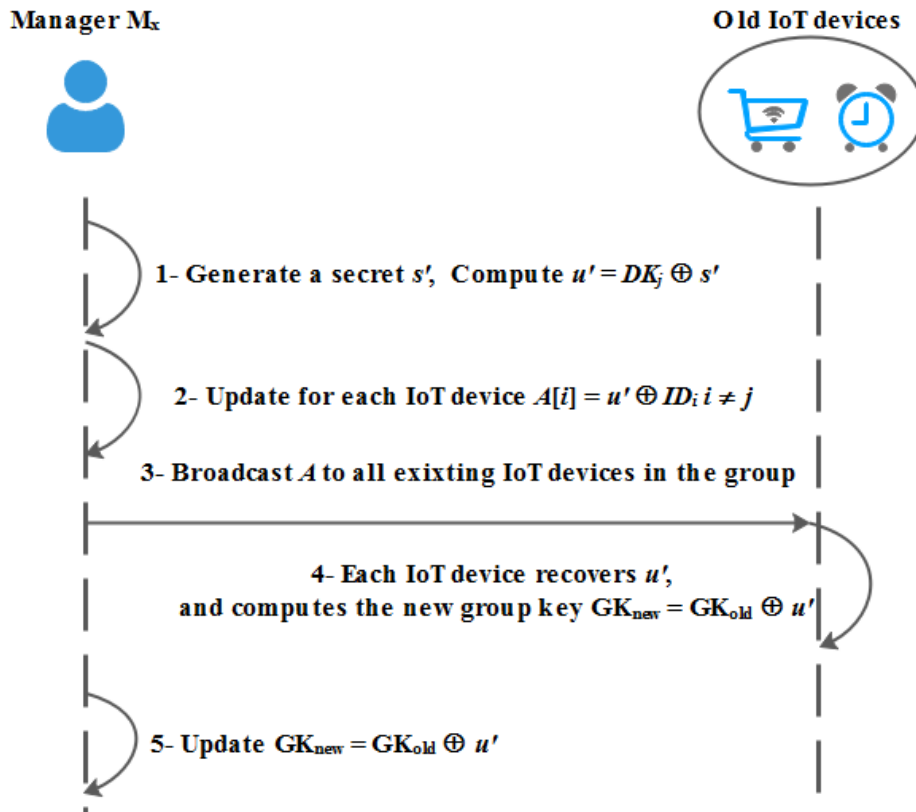 Manager Mₓ
Old IoT devices
1- Generate a secret s′, Compute u′ = DKⱼ ⊕ s′
2- Update for each IoT device A[i] = u′ ⊕ IDᵢ i ≠ j
3- Broadcast A to all exixting IoT devices in the group
4- Each IoT device recovers u′,
and computes the new group key GKₙₑw = GKₒₗd ⊕ u′
5- Update GKₙₑw = GKₒₗd ⊕ u′